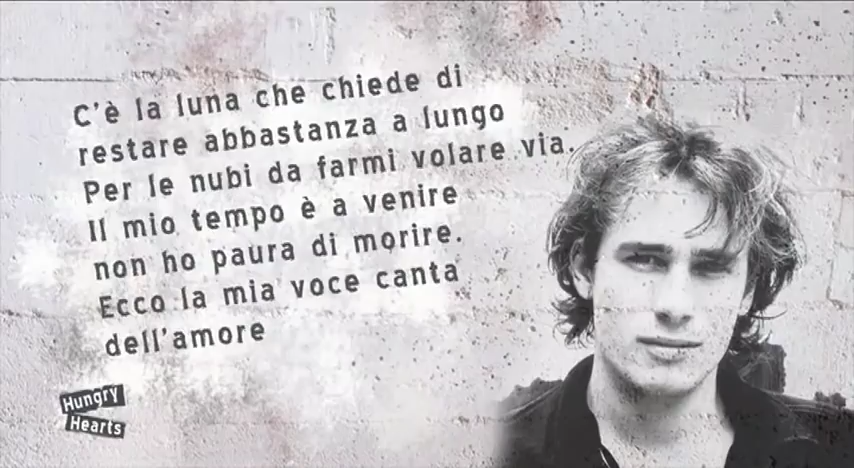 C'è la luna che chiede di
restare abbastanza a lungo
Per le nubi da farmi volare via.
Il mio tempo è a venire
non ho paura di morire.
Ecco la mia voce canta
dell'amore
Hungry
Hearts